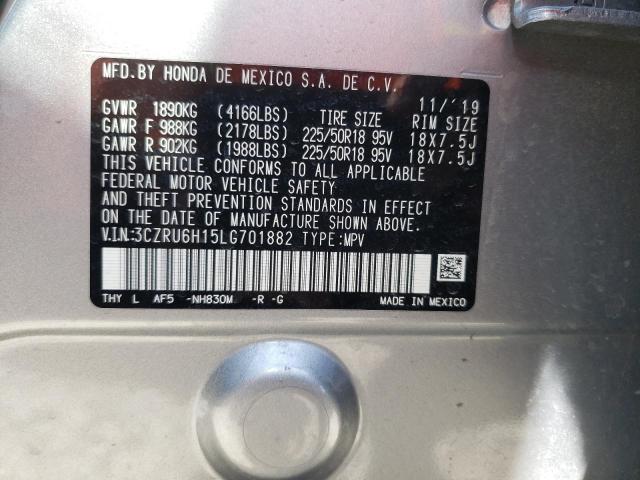 MFD.BY HONDA DE MEXICO S.A. DE C.V. 11/'19
GVWR 1890KG (4166LBS) TIRE SIZE RIM SIZE
GAWR F 988KG (2178LBS) 225/50R18 95V 18X7.5J
GAWR R 902KG (1988LBS) 225/50R18 95V 18X7.5J
THIS VEHICLE CONFORMS TO ALL APPLICABLE
FEDERAL MOTOR VEHICLE SAFETY
AND THEFT PREVENTION STANDARDS IN EFFECT
ON THE DATE OF MANUFACTURE SHOWN ABOVE.
V.I.N:3CZRU6H15LG701882 TYPE:MPV
THY L AF5 -NH830M -R -G MADE IN MEXICO